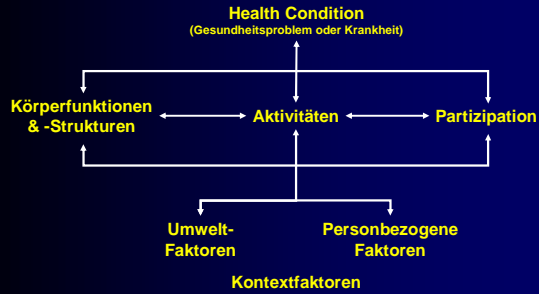 Health Condition
(Gesundheitsproblem oder Krankheit)
Körperfunktionen
& -Strukturen
Aktivitäten
Partizipation
Umwelt-
Faktoren
Personbezogene
Faktoren
Kontextfaktoren